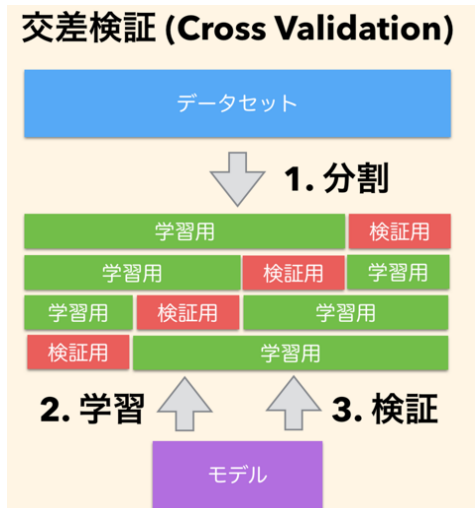 交差検証 (Cross Validation)
データセット
1. 分割
学習用 検証用
学習用 検証用 学習用
学習用 検証用 学習用
検証用 学習用
2. 学習 3. 検証
モデル